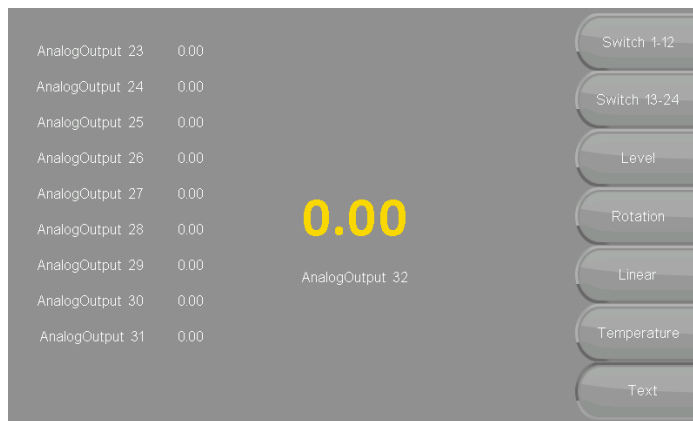 AnalogOutput 23 0.00
AnalogOutput 24 0.00
AnalogOutput 25 0.00
AnalogOutput 26 0.00
AnalogOutput 27 0.00
AnalogOutput 28 0.00
AnalogOutput 29 0.00
AnalogOutput 30 0.00
AnalogOutput 31 0.00
0.00
AnalogOutput 32
Switch 1-12
Switch 13-24
Level
Rotation
Linear
Temperature
Text